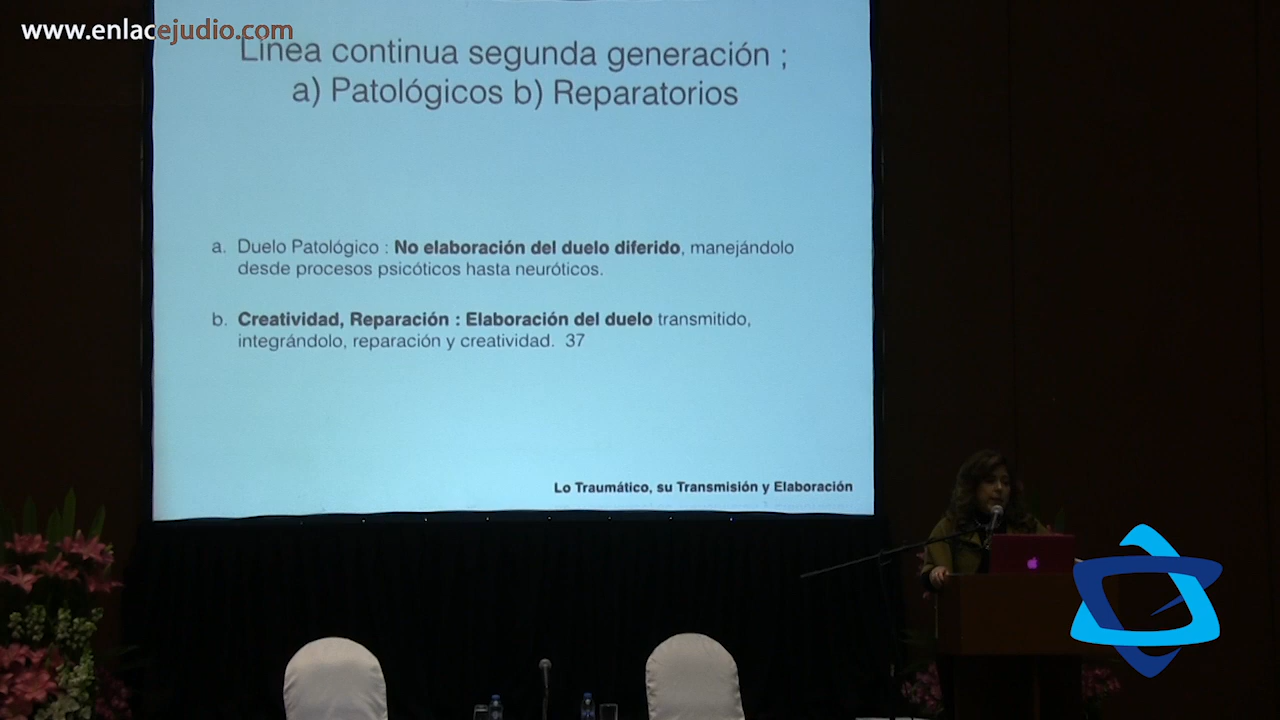 www.enlacejudio.com
Línea continua segunda generación ;
a) Patológicos b) Reparatorios
a. Duelo Patológico : No elaboración del duelo diferido, manejándolo
desde procesos psicóticos hasta neuróticos.
b. Creatividad, Reparación : Elaboración del duelo transmitido,
integrándolo, reparación y creatividad. 37
Lo Traumático, su Transmisión y Elaboración